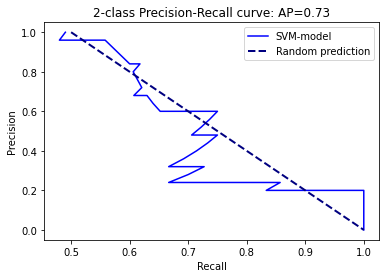 2-class Precision-Recall curve: AP=0.73
SVM-model
Random prediction
Precision
1.0
0.8
0.6
0.4
0.2
0.0
0.5 0.6 0.7 0.8 0.9 1.0
Recall